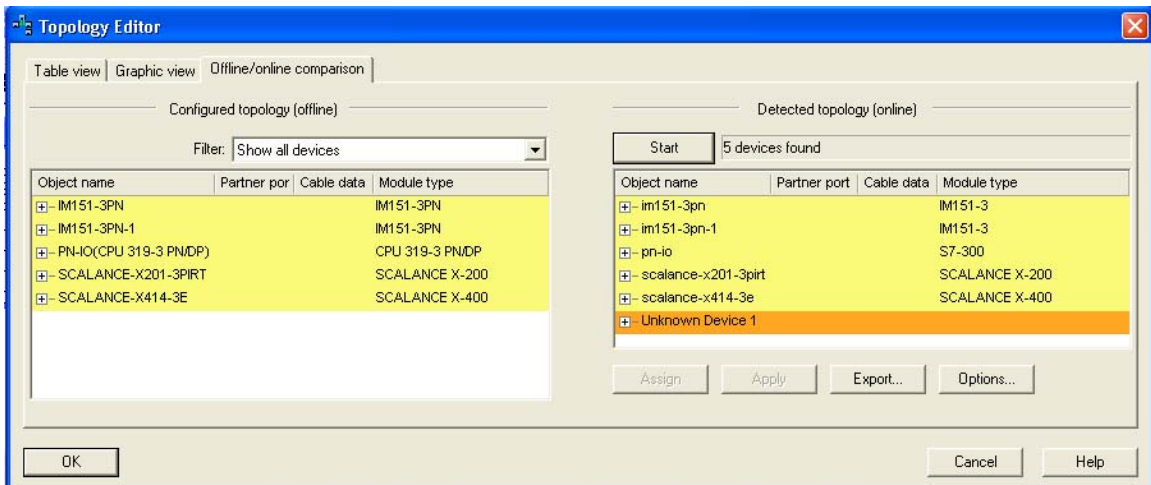 Topology Editor
Table view Graphic view Offline/online comparison
Configured topology (offline)
Filter: Show all devices
Object name Partner por Cable data Module type
IM151-3PN IM151-3PN
IM151-3PN-1 IM151-3PN
PN-IO(CPU 319-3 PN/DP) CPU 319-3 PN/DP
SCALANCE-X201-3PIRT SCALANCE X-200
SCALANCE-X414-3E SCALANCE X-400
Detected topology (online)
Start 5 devices found
Object name Partner port Cable data Module type
im151-3pn IM151-3
im151-3pn-1 IM151-3
pn-io S7-300
scalance-x201-3pirt SCALANCE X-200
scalance-x414-3e SCALANCE X-400
Unknown Device 1
Assign Apply Export... Options...
OK Cancel Help